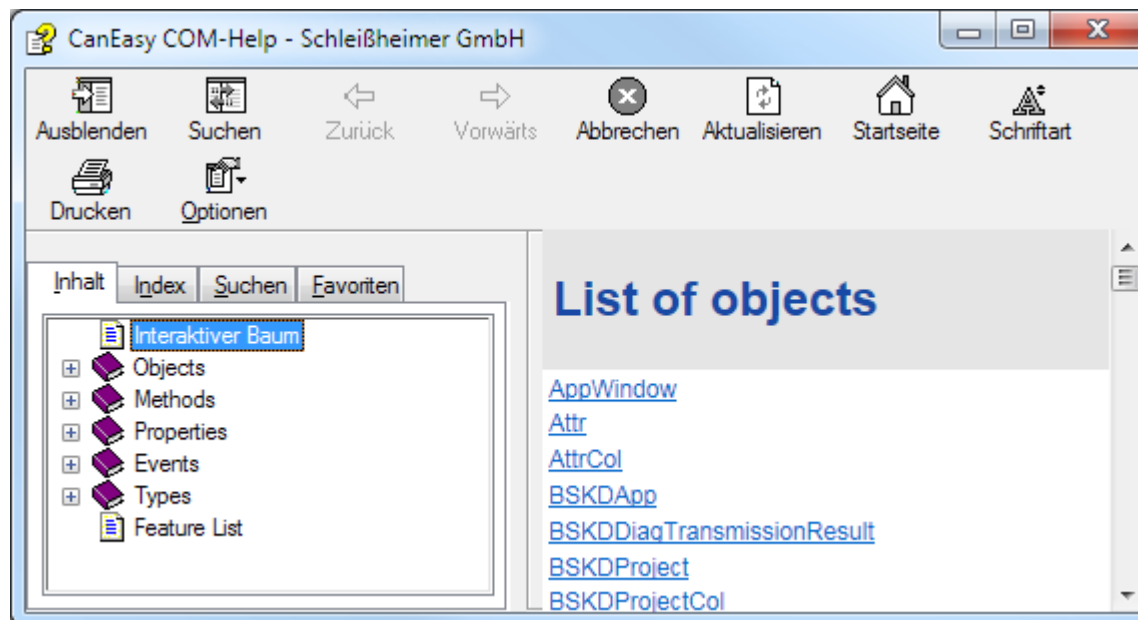 CanEasy COM-Help - Schleißheimer GmbH
Ausblenden Suchen Zurück Vorwärts Abbrechen Aktualisieren Startseite Schriftart
Drucken Optionen
Inhalt Index Suchen Favoriten
Interaktiver Baum
Objects
Methods
Properties
Events
Types
Feature List
List of objects
AppWindow
Attr
AttrCol
BSKDApp
BSKDDiagTransmissionResult
BSKDProject
BSKDProjectCol